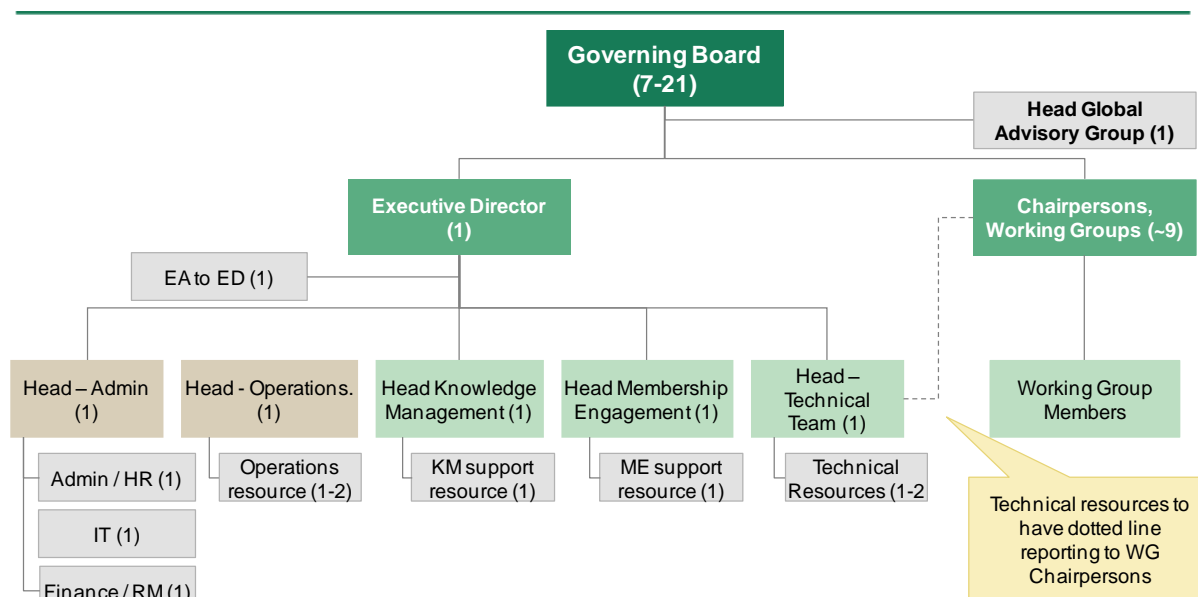 Governing Board
(7-21)
Head Global
Advisory Group (1)
Executive Director
(1)
Chairpersons,
Working Groups (~9)
EA to ED (1)
Head – Admin
(1)
Head - Operations.
(1)
Head Knowledge
Management (1)
Head Membership
Engagement (1)
Head –
Technical
Team (1)
Working Group
Members
Admin / HR (1)
IT (1)
Finance / RM (1)
Operations
resource (1-2)
KM support
resource (1)
ME support
resource (1)
Technical
Resources (1-2
Technical resources to
have dotted line
reporting to WG
Chairpersons